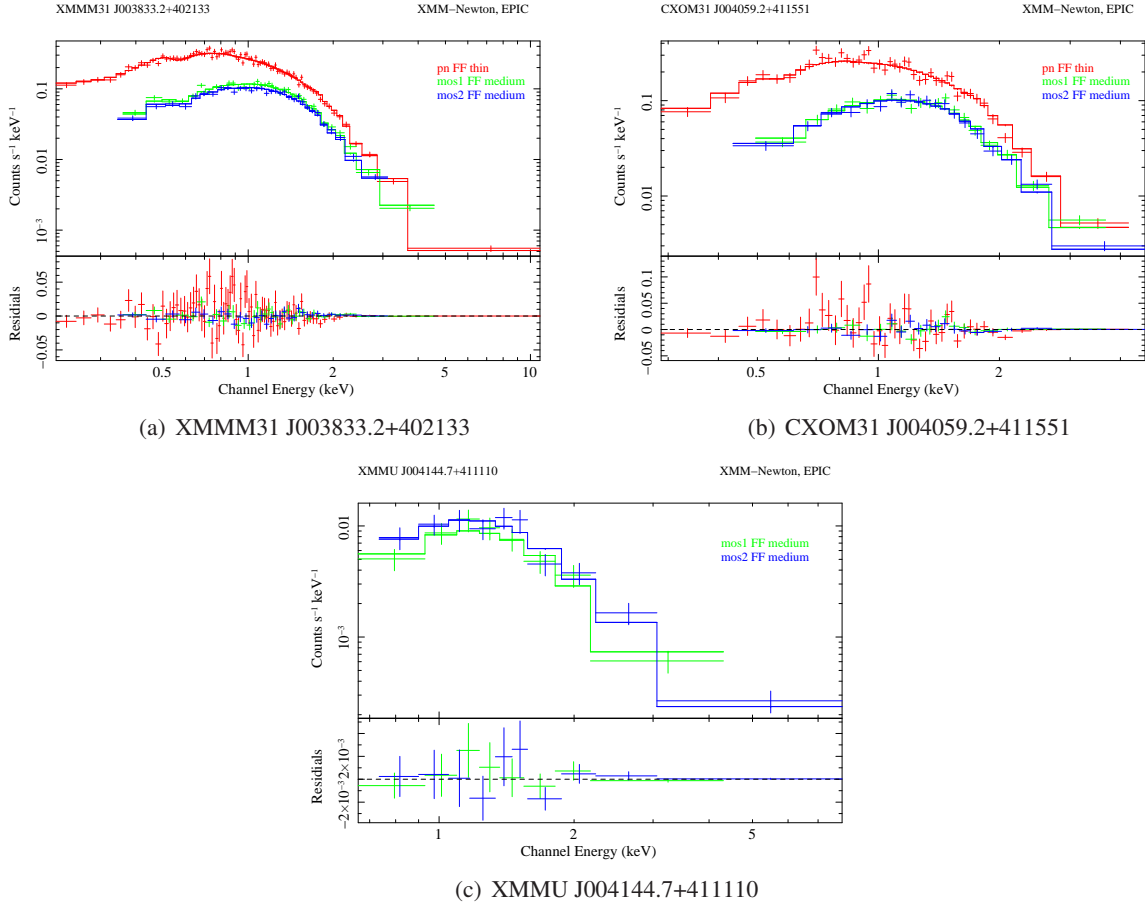 XMMM31 J003833.2+402133 XMM−Newton, EPIC
pn FF thin
mos1 FF medium
mos2 FF medium
Counts s⁻¹ keV⁻¹
0.1
0.01
10⁻³
Residials
0.05
0
−0.05
0.5 1 2 5 10
Channel Energy (keV)
(a) XMMM31 J003833.2+402133
CXOM31 J004059.2+411551 XMM−Newton, EPIC
pn FF thin
mos1 FF medium
mos2 FF medium
Counts s⁻¹ keV⁻¹
0.1
0.01
Residials
0.1
0.05
0
−0.05
0.5 1 2
Channel Energy (keV)
(b) CXOM31 J004059.2+411551
XMMU J004144.7+411110 XMM−Newton, EPIC
mos1 FF medium
mos2 FF medium
Counts s⁻¹ keV⁻¹
0.01
10⁻³
Residials
−2×10⁻³ 2×10⁻³
1 2 5
Channel Energy (keV)
(c) XMMU J004144.7+411110